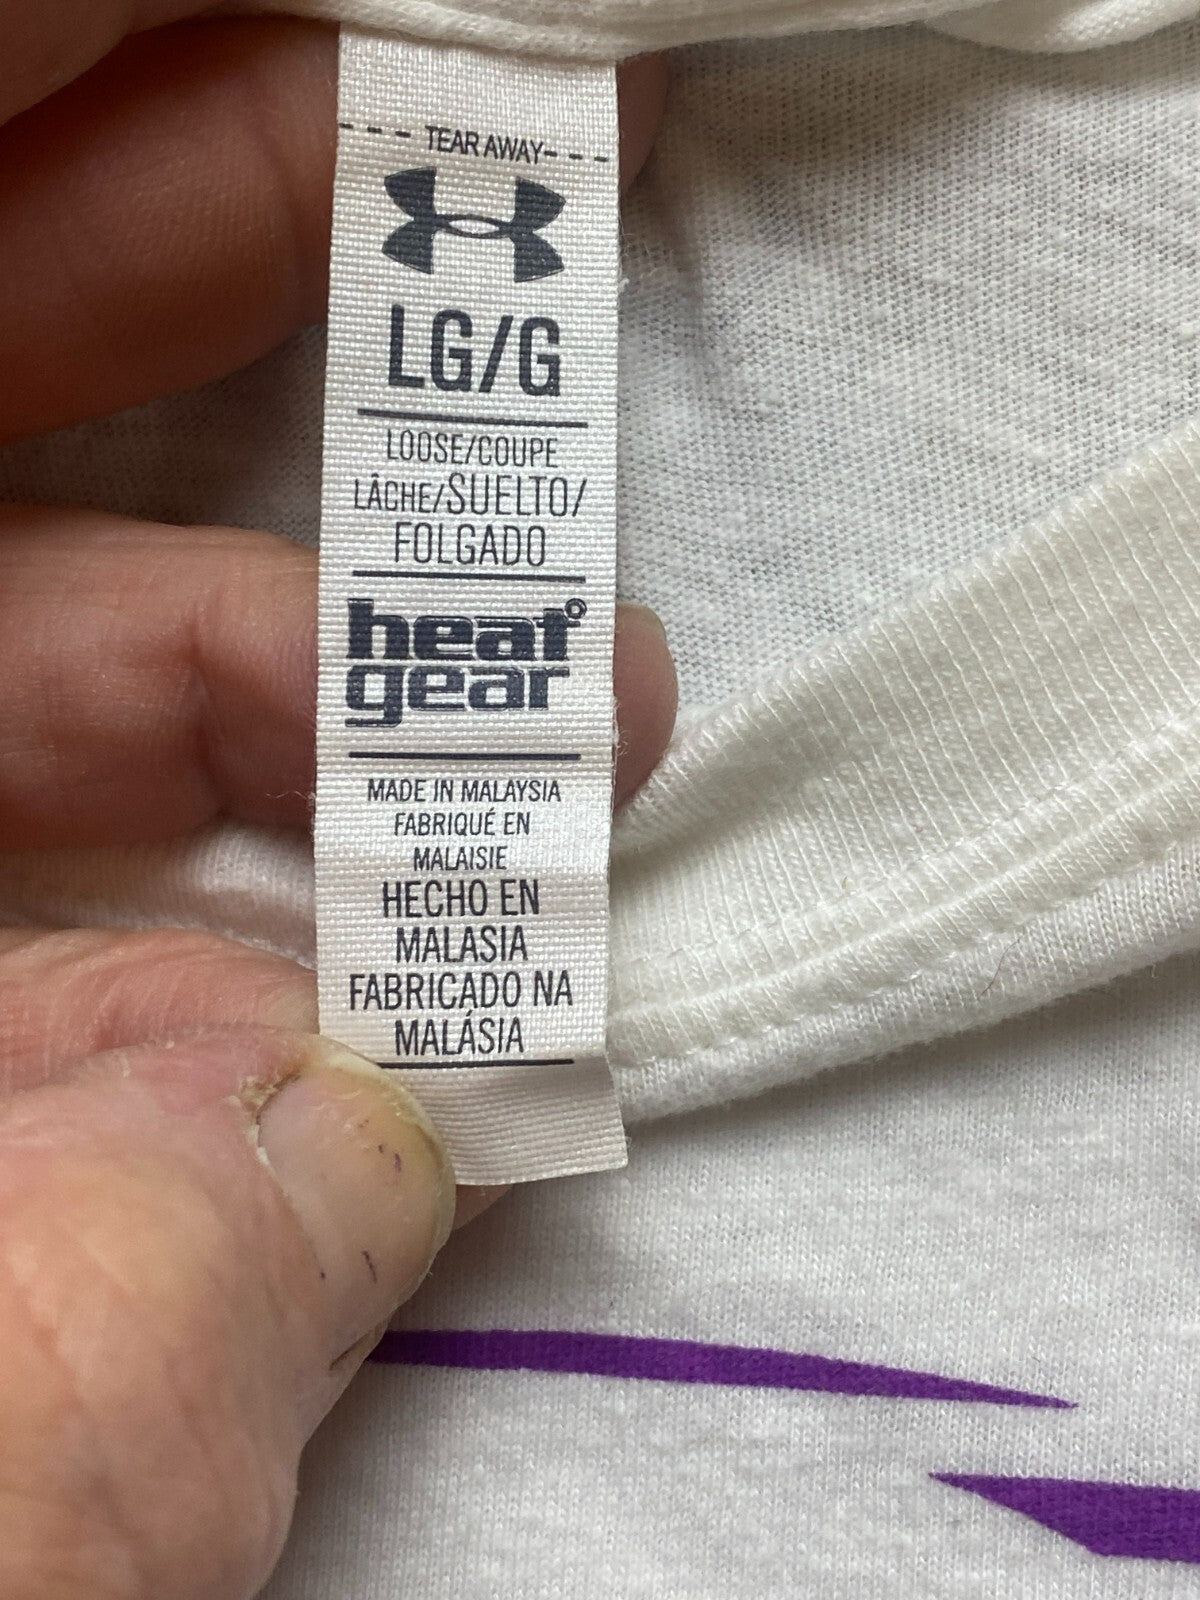 TEAR AWAY
LG/G
LOOSE/COUPE
LÂCHE/SUELTO/
FOLGADO
heat°
gear
MADE IN MALAYSIA
FABRIQUÉ EN
MALAISIE
HECHO EN
MALASIA
FABRICADO NA
MALÁSIA